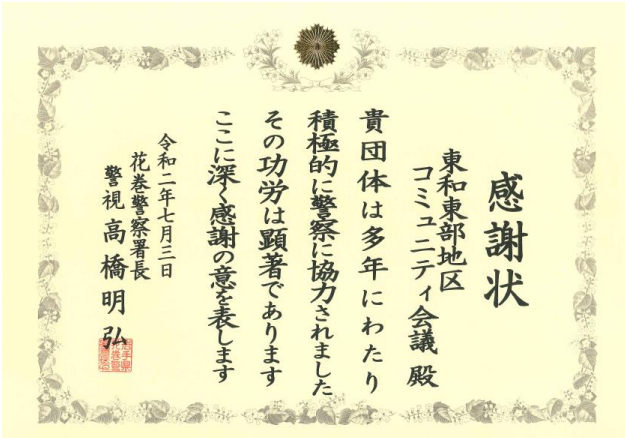 感謝状
東和東部地区
コミュニティ会議 殿
貴団体は多年にわたり
積極的に警察に協力されました
その功労は顕著であります
ここに深く感謝の意を表します
令和二年七月三日
花巻警察署長
警視 高橋明弘